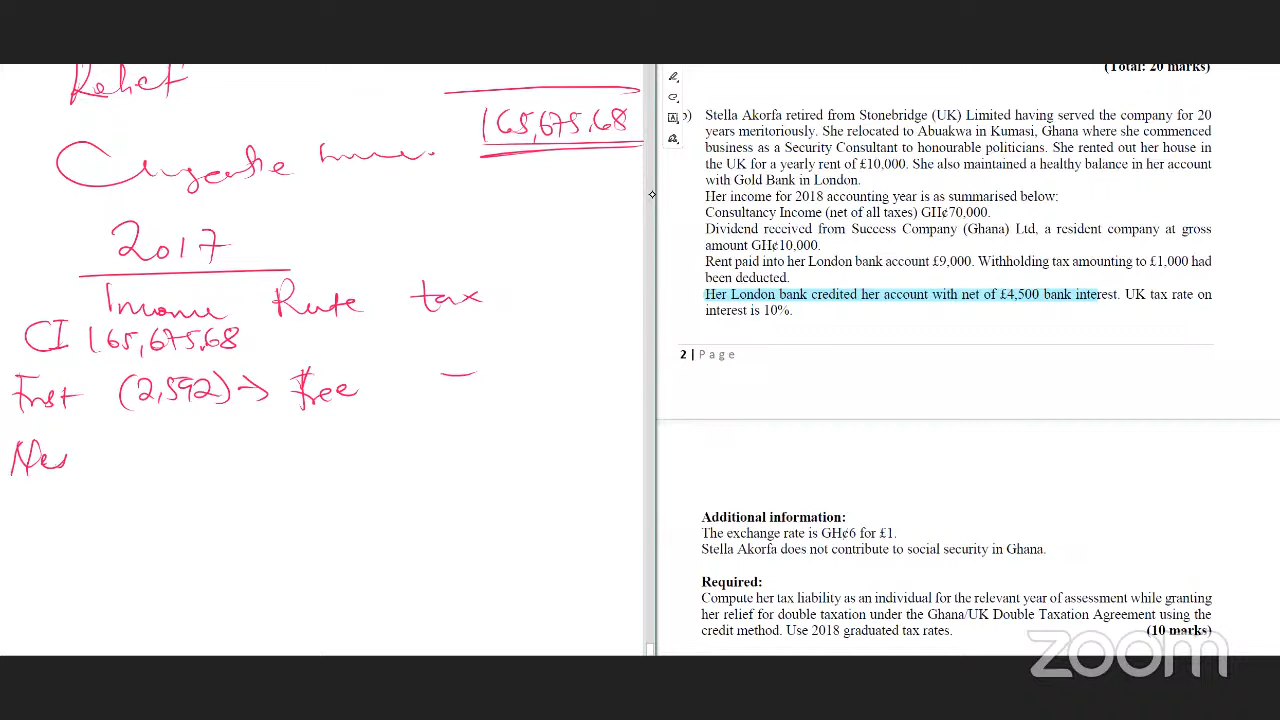 Relief
165,675.68
2017
Income Rate tax
CI 165,675.68
First (2,592) → free –
(Total: 20 marks)
Stella Akorfa retired from Stonebridge (UK) Limited having served the company for 20
years meritoriously. She relocated to Abuakwa in Kumasi, Ghana where she commenced
business as a Security Consultant to honourable politicians. She rented out her house in
the UK for a yearly rent of £10,000. She also maintained a healthy balance in her account
with Gold Bank in London.
Her income for 2018 accounting year is as summarised below:
Consultancy Income (net of all taxes) GH¢70,000.
Dividend received from Success Company (Ghana) Ltd, a resident company at gross
amount GH¢10,000.
Rent paid into her London bank account £9,000. Withholding tax amounting to £1,000 had
been deducted.
Her London bank credited her account with net of £4,500 bank interest. UK tax rate on
interest is 10%.
2 | Page
Additional information:
The exchange rate is GH¢6 for £1.
Stella Akorfa does not contribute to social security in Ghana.
Required:
Compute her tax liability as an individual for the relevant year of assessment while granting
her relief for double taxation under the Ghana/UK Double Taxation Agreement using the
credit method. Use 2018 graduated tax rates. (10 marks)
zoom